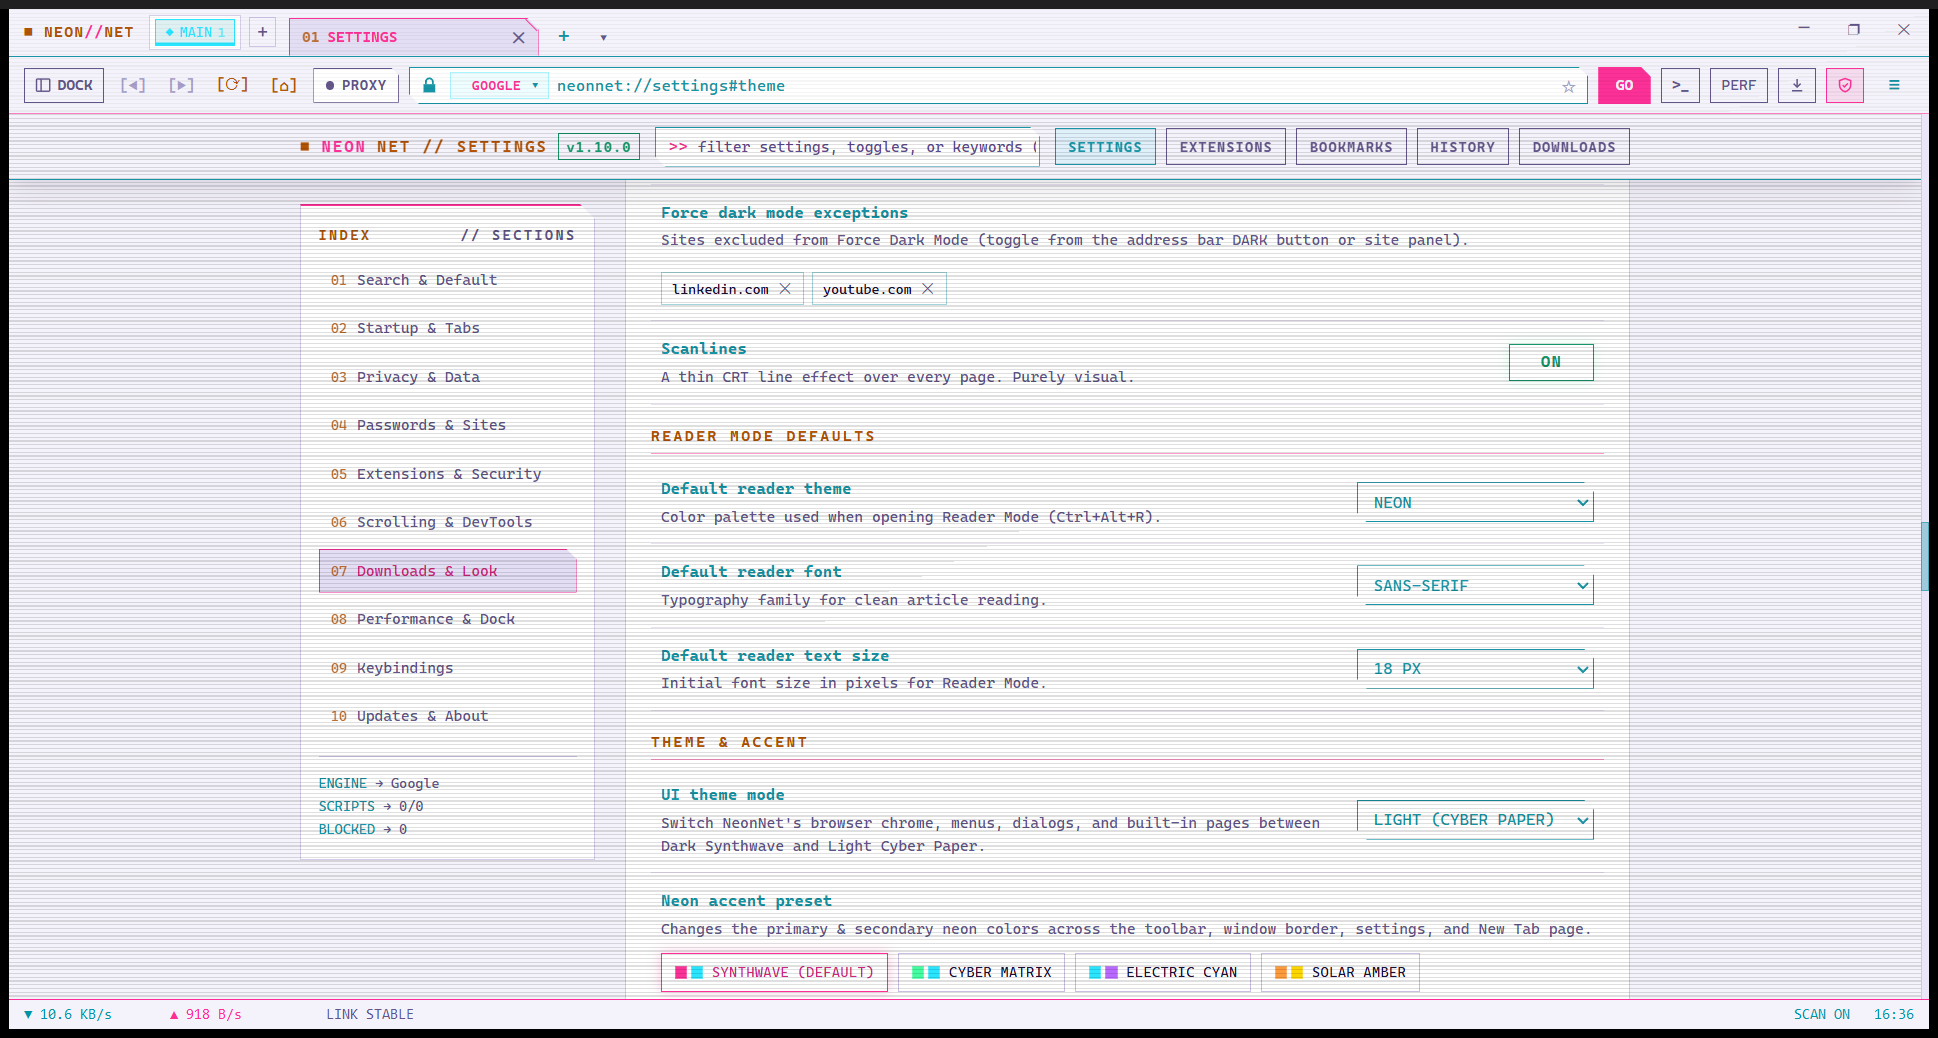 NEON//NET
MAIN 1
+
01 SETTINGS
+
DOCK
PROXY
GOOGLE
neonnet://settings#theme
GO
>_
PERF
NEON NET // SETTINGS
v1.10.0
>> filter settings, toggles, or keywords (
SETTINGS
EXTENSIONS
BOOKMARKS
HISTORY
DOWNLOADS
INDEX // SECTIONS
01 Search & Default
02 Startup & Tabs
03 Privacy & Data
04 Passwords & Sites
05 Extensions & Security
06 Scrolling & DevTools
07 Downloads & Look
08 Performance & Dock
09 Keybindings
10 Updates & About
ENGINE → Google
SCRIPTS → 0/0
BLOCKED → 0
Force dark mode exceptions
Sites excluded from Force Dark Mode (toggle from the address bar DARK button or site panel).
linkedin.com
youtube.com
Scanlines
A thin CRT line effect over every page. Purely visual.
ON
READER MODE DEFAULTS
Default reader theme
Color palette used when opening Reader Mode (Ctrl+Alt+R).
NEON
Default reader font
Typography family for clean article reading.
SANS-SERIF
Default reader text size
Initial font size in pixels for Reader Mode.
18 PX
THEME & ACCENT
UI theme mode
Switch NeonNet's browser chrome, menus, dialogs, and built-in pages between
Dark Synthwave and Light Cyber Paper.
LIGHT (CYBER PAPER)
Neon accent preset
Changes the primary & secondary neon colors across the toolbar, window border, settings, and New Tab page.
SYNTHWAVE (DEFAULT)
CYBER MATRIX
ELECTRIC CYAN
SOLAR AMBER
▼ 10.6 KB/s
▲ 918 B/s
LINK STABLE
SCAN ON
16:36